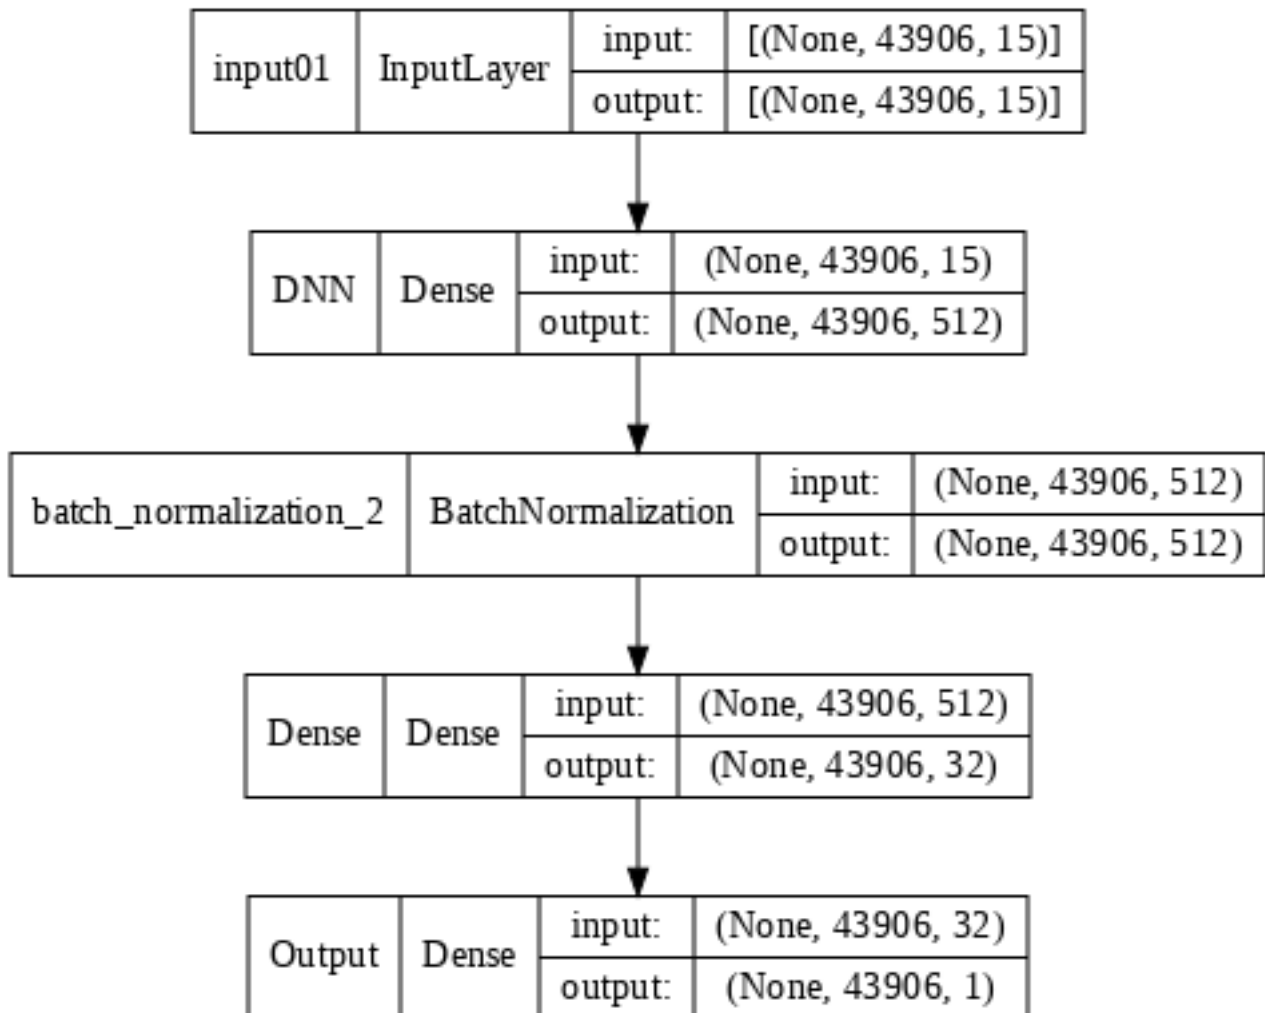 input01 InputLayer input: [(None, 43906, 15)]
output: [(None, 43906, 15)]
DNN Dense input: (None, 43906, 15)
output: (None, 43906, 512)
batch_normalization_2 BatchNormalization input: (None, 43906, 512)
output: (None, 43906, 512)
Dense Dense input: (None, 43906, 512)
output: (None, 43906, 32)
Output Dense input: (None, 43906, 32)
output: (None, 43906, 1)